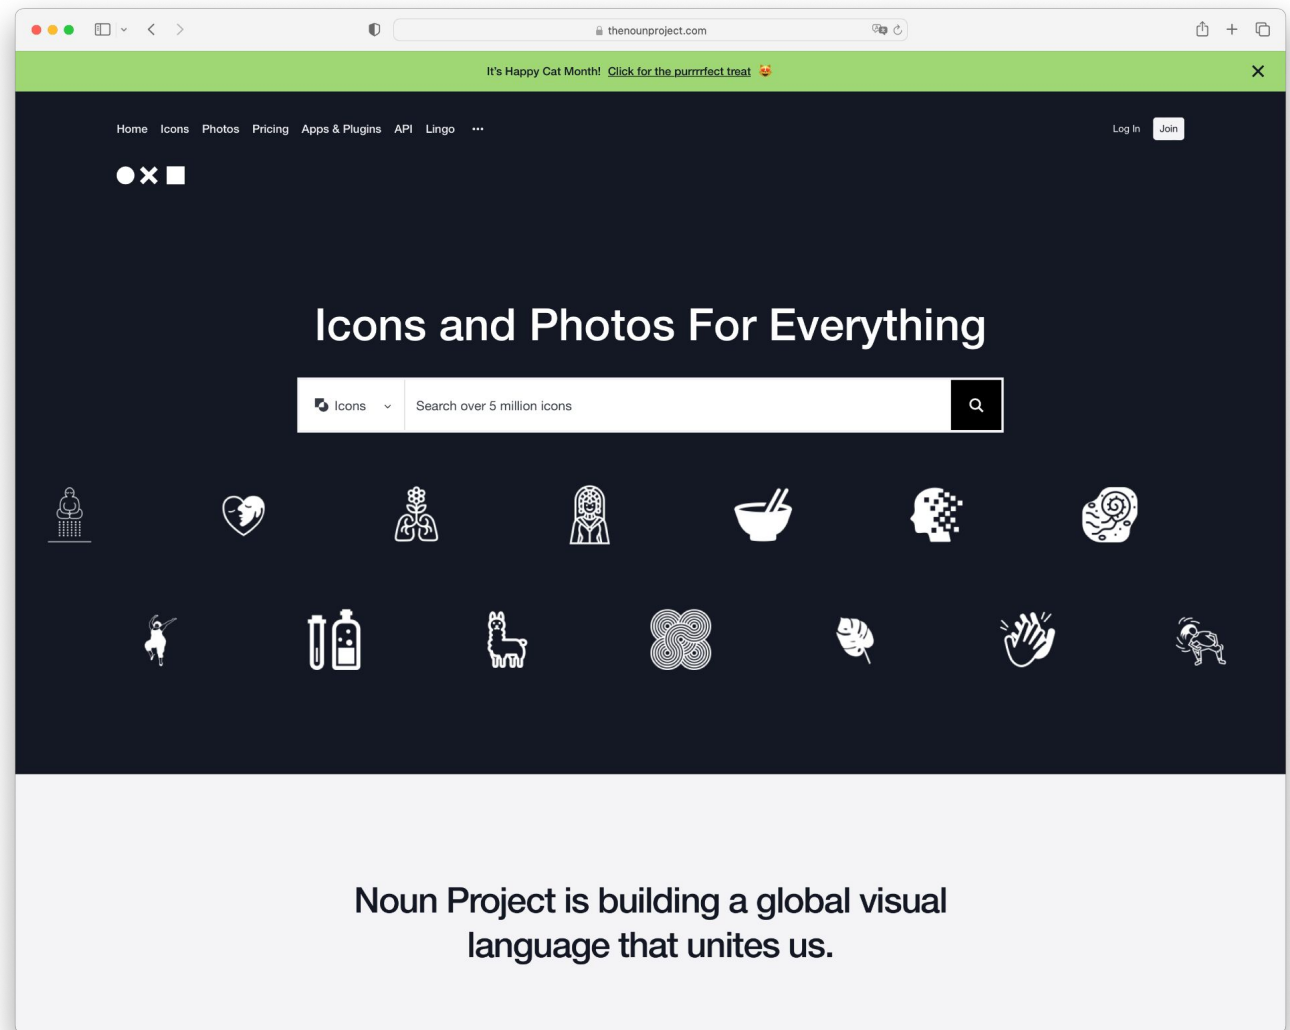 thenounproject.com
It's Happy Cat Month! Click for the purrrrfect treat
Home Icons Photos Pricing Apps & Plugins API Lingo ···
Log In Join
Icons and Photos For Everything
Icons Search over 5 million icons
Noun Project is building a global visual
language that unites us.